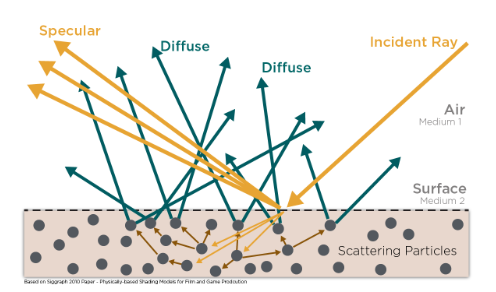 Specular
Diffuse
Incident Ray
Diffuse
Air
Medium 1
Surface
Medium 2
Scattering Particles
Based on Siggraph 2010 Paper - Physically-based Shading Models for Film and Game Production